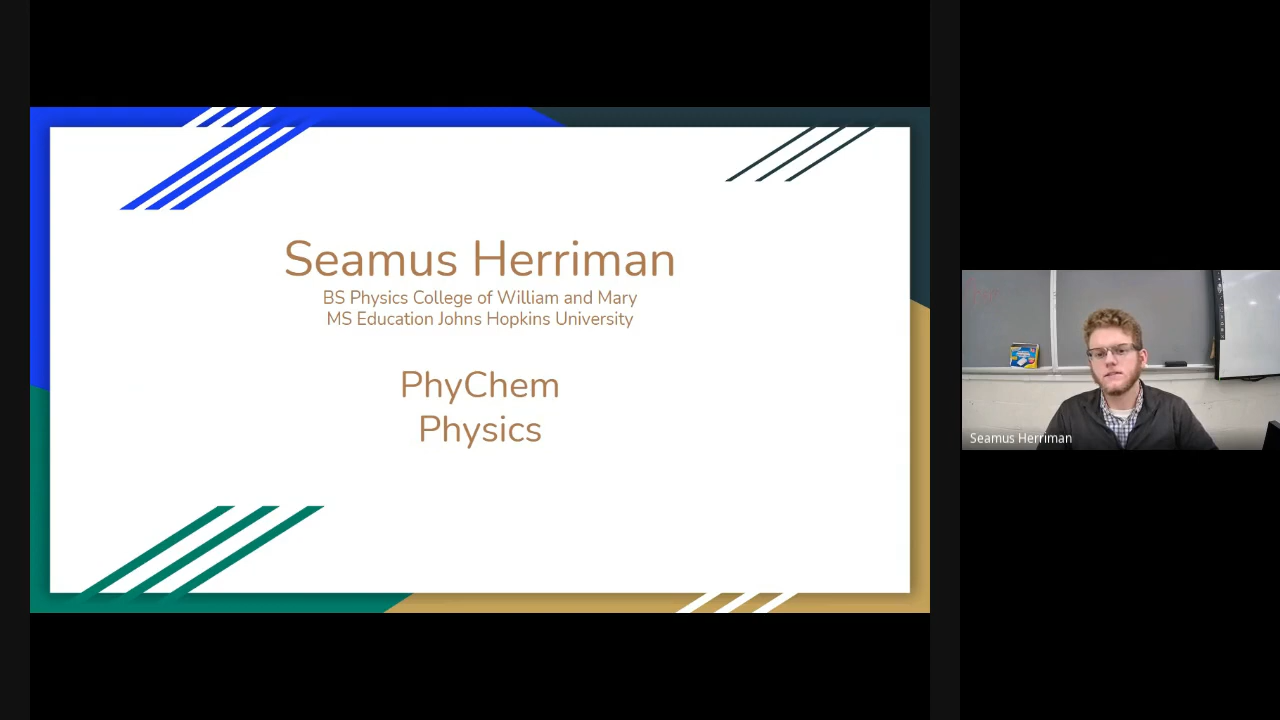 Seamus Herriman
BS Physics College of William and Mary
MS Education Johns Hopkins University
PhyChem
Physics
Seamus Herriman